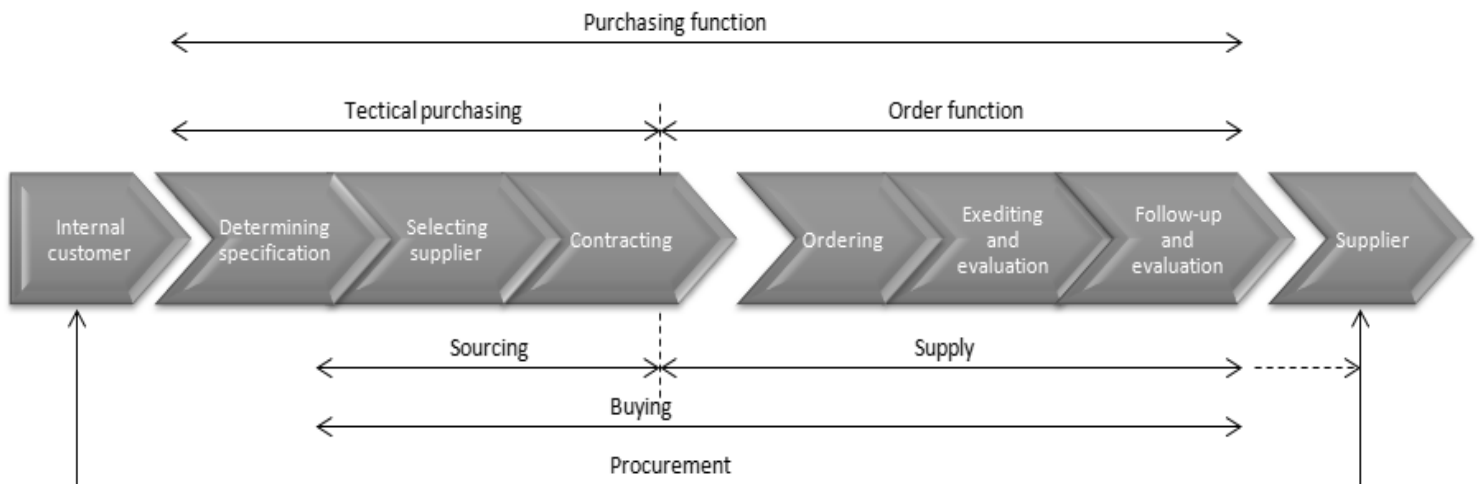 Purchasing function
Tectical purchasing
Order function
Internal
customer
Determining
specification
Selecting
supplier
Contracting
Ordering
Exediting
and
evaluation
Follow-up
and
evaluation
Supplier
Sourcing
Supply
Buying
Procurement